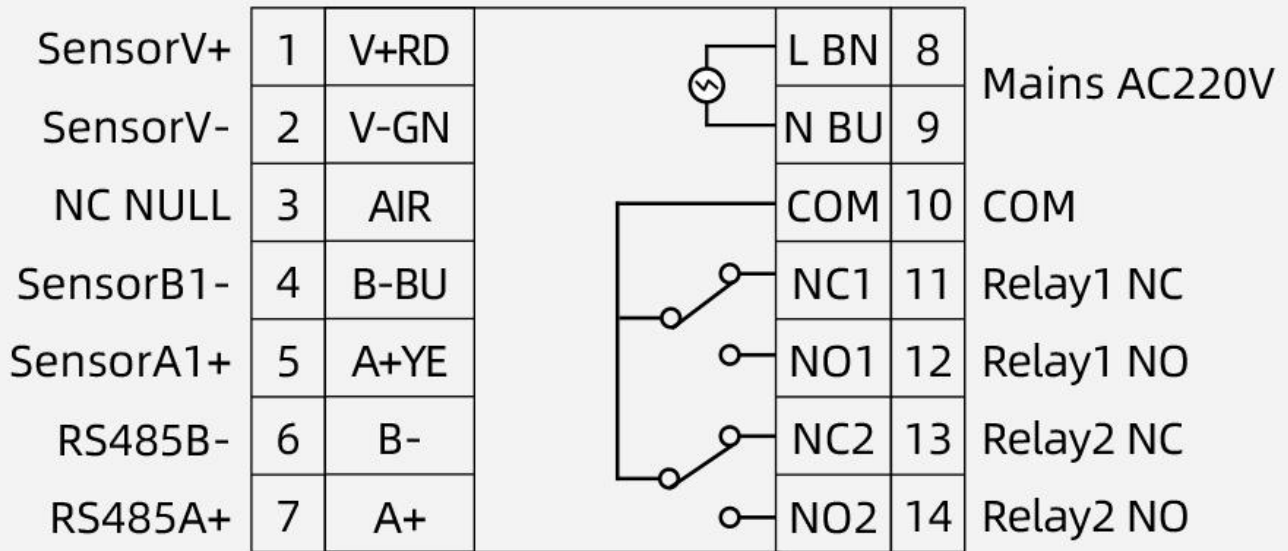 SensorV+ 1 V+RD L BN 8
Mains AC220V
SensorV- 2 V-GN N BU 9
NC NULL 3 AIR COM 10 COM
SensorB1- 4 B-BU NC1 11 Relay1 NC
SensorA1+ 5 A+YE NO1 12 Relay1 NO
RS485B- 6 B- NC2 13 Relay2 NC
RS485A+ 7 A+ NO2 14 Relay2 NO